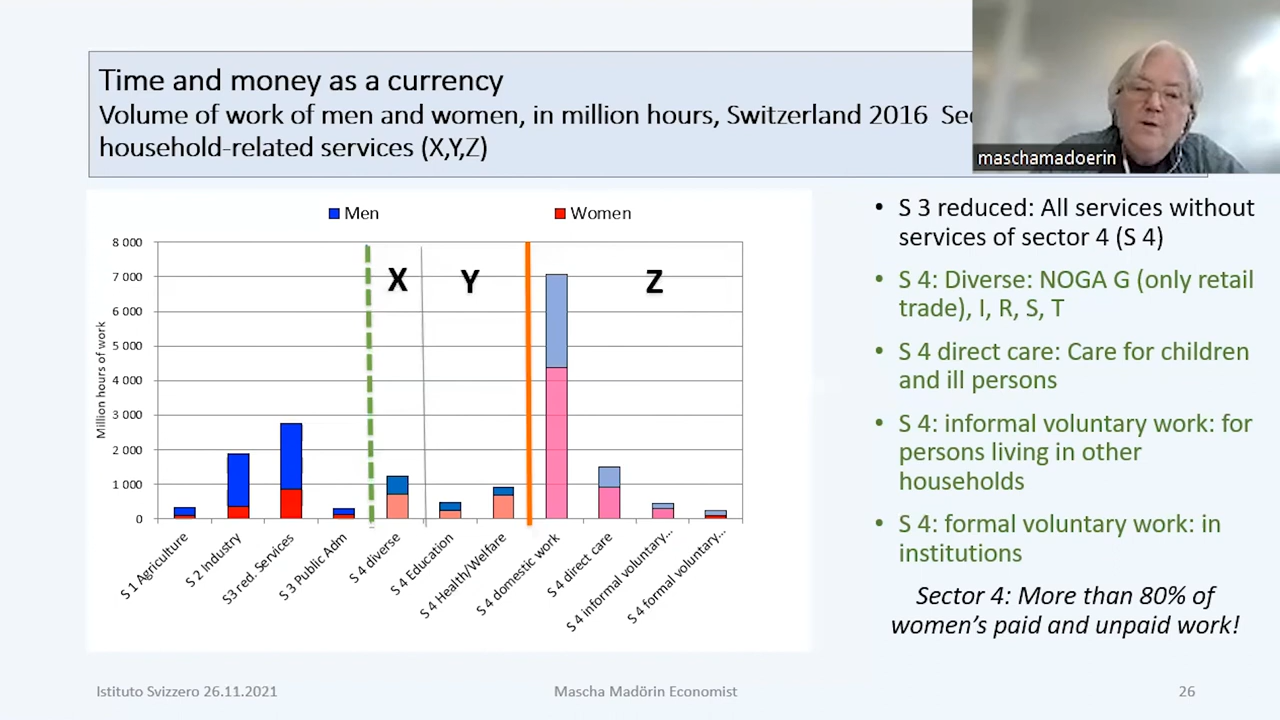 Time and money as a currency
Volume of work of men and women, in million hours, Switzerland 2016
household-related services (X,Y,Z)
maschamadoerin
Men
Women
Million hours of work
8 000
7 000
6 000
5 000
4 000
3 000
2 000
1 000
0
X
Y
Z
S 1 Agriculture
S 2 Industry
S3 red. Services
S 3 Public Adm
S 4 diverse
S 4 Education
S 4 Health/Welfare
S 4 domestic work
S 4 direct care
S 4 informal voluntary...
S 4 formal voluntary...
• S 3 reduced: All services without
services of sector 4 (S 4)
• S 4: Diverse: NOGA G (only retail
trade), I, R, S, T
• S 4 direct care: Care for children
and ill persons
• S 4: informal voluntary work: for
persons living in other
households
• S 4: formal voluntary work: in
institutions
Sector 4: More than 80% of
women’s paid and unpaid work!
Istituto Svizzero 26.11.2021
Mascha Madörin Economist
26